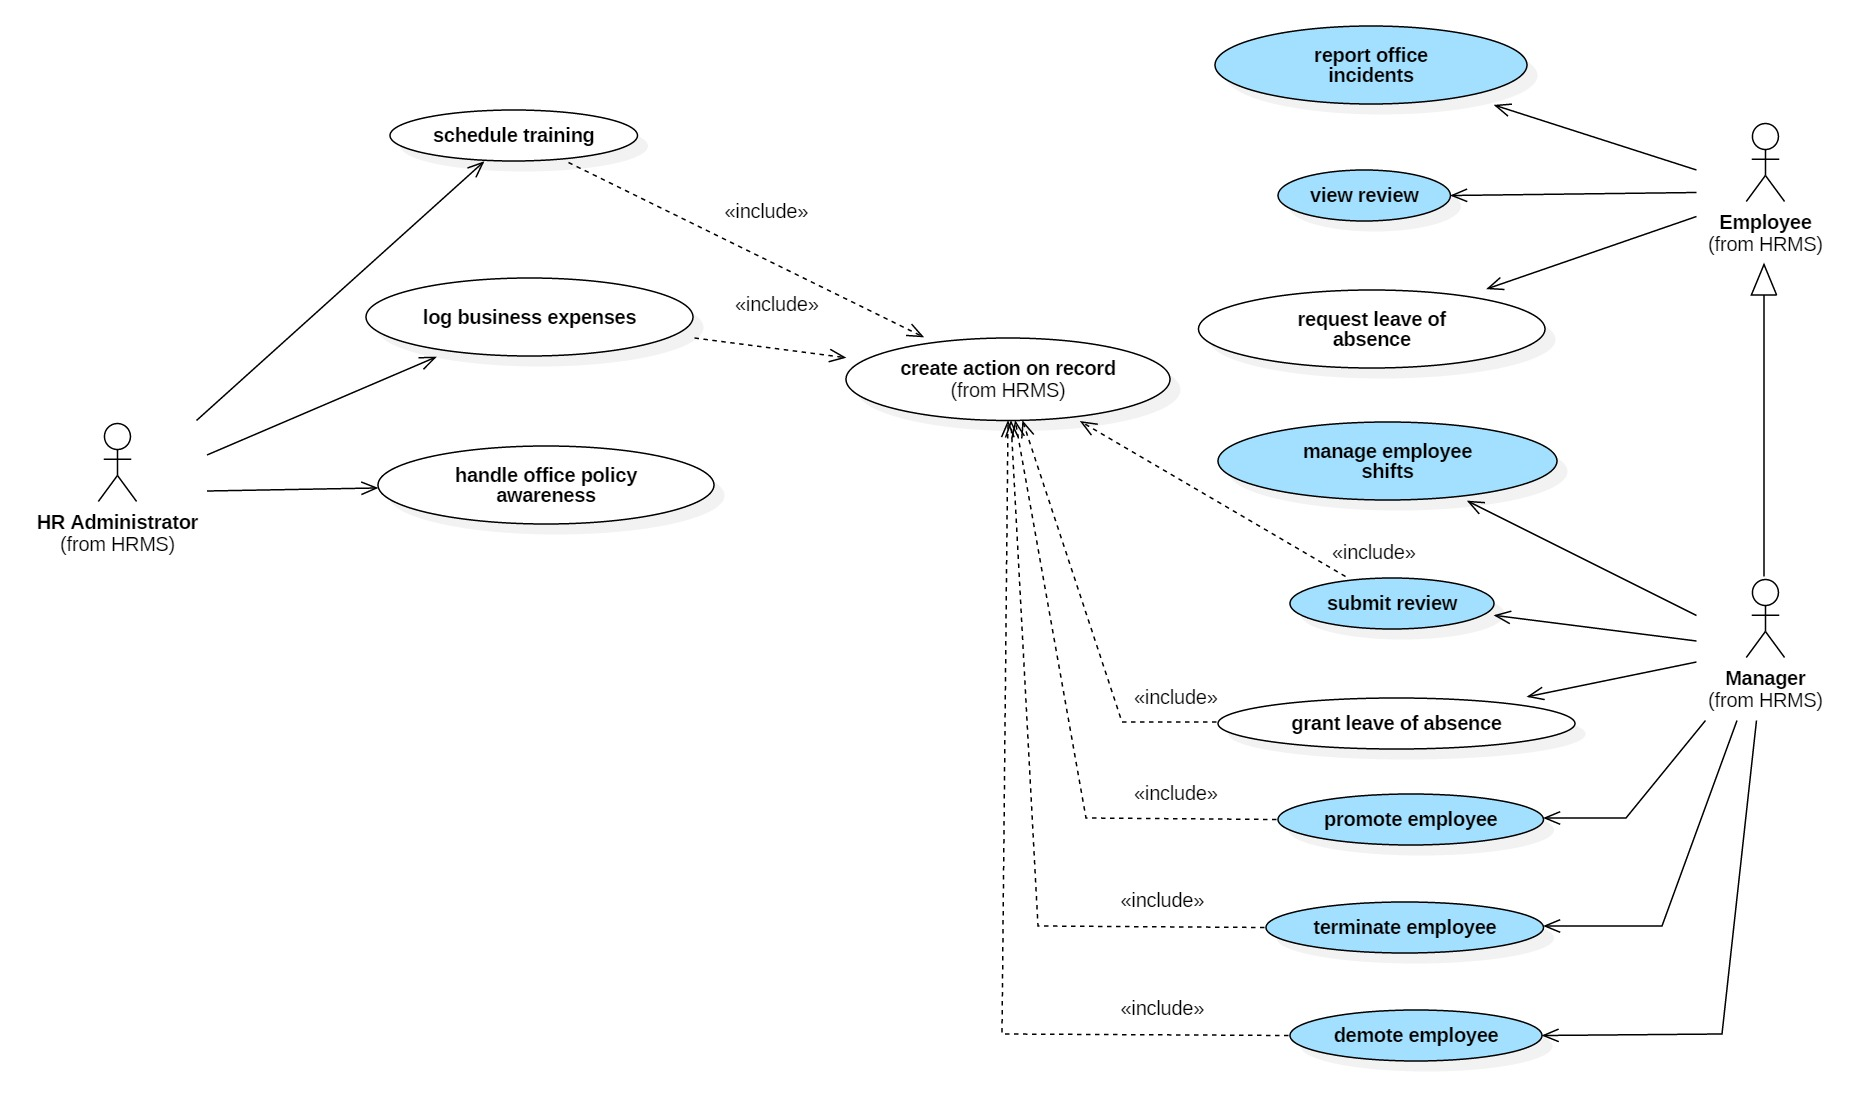 report office
incidents
schedule training
view review
«include»
Employee
(from HRMS)
«include»
log business expenses
request leave of
absence
create action on record
(from HRMS)
manage employee
shifts
handle office policy
awareness
HR Administrator
(from HRMS)
«include»
submit review
Manager
(from HRMS)
«include»
grant leave of absence
«include»
promote employee
«include»
terminate employee
«include»
demote employee